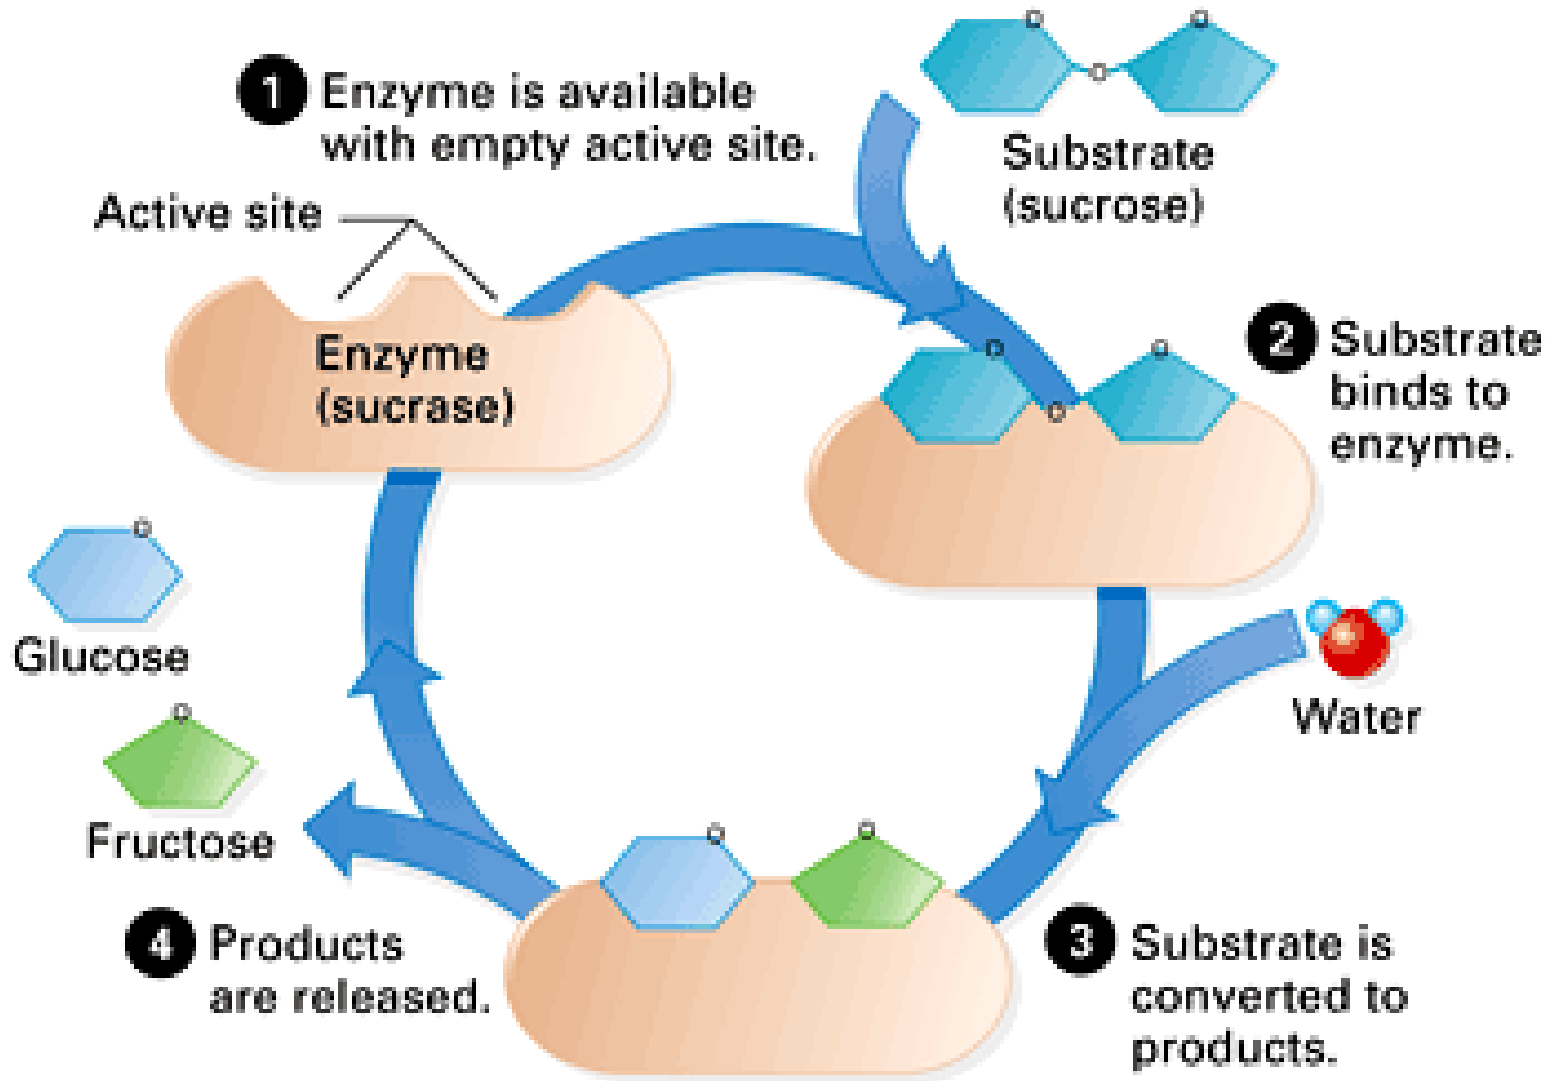 1 Enzyme is available
with empty active site.
Substrate
(sucrose)
Active site
Enzyme
(sucrase)
2 Substrate
binds to
enzyme.
Glucose
Water
Fructose
4 Products
are released.
3 Substrate is
converted to
products.
O
O
O
O
O
O
O
O
O
O